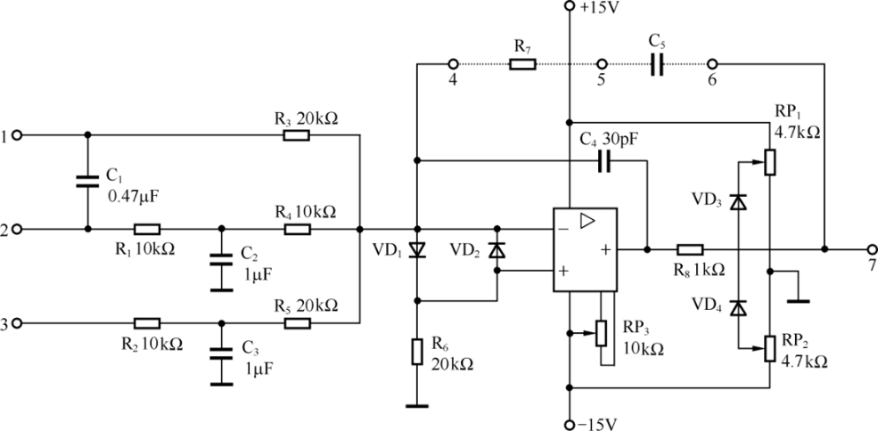 +15V
R₇
C₅
4
5
6
R₃ 20kΩ
1
C₄ 30pF
RP₁
4.7kΩ
C₁
0.47μF
VD₃
2
R₁ 10kΩ
R₄ 10kΩ
C₂
1μF
VD₁
VD₂
−
+
+
R₈ 1kΩ
7
3
R₂ 10kΩ
R₅ 20kΩ
C₃
1μF
R₆
20kΩ
RP₃
10kΩ
VD₄
RP₂
4.7kΩ
−15V